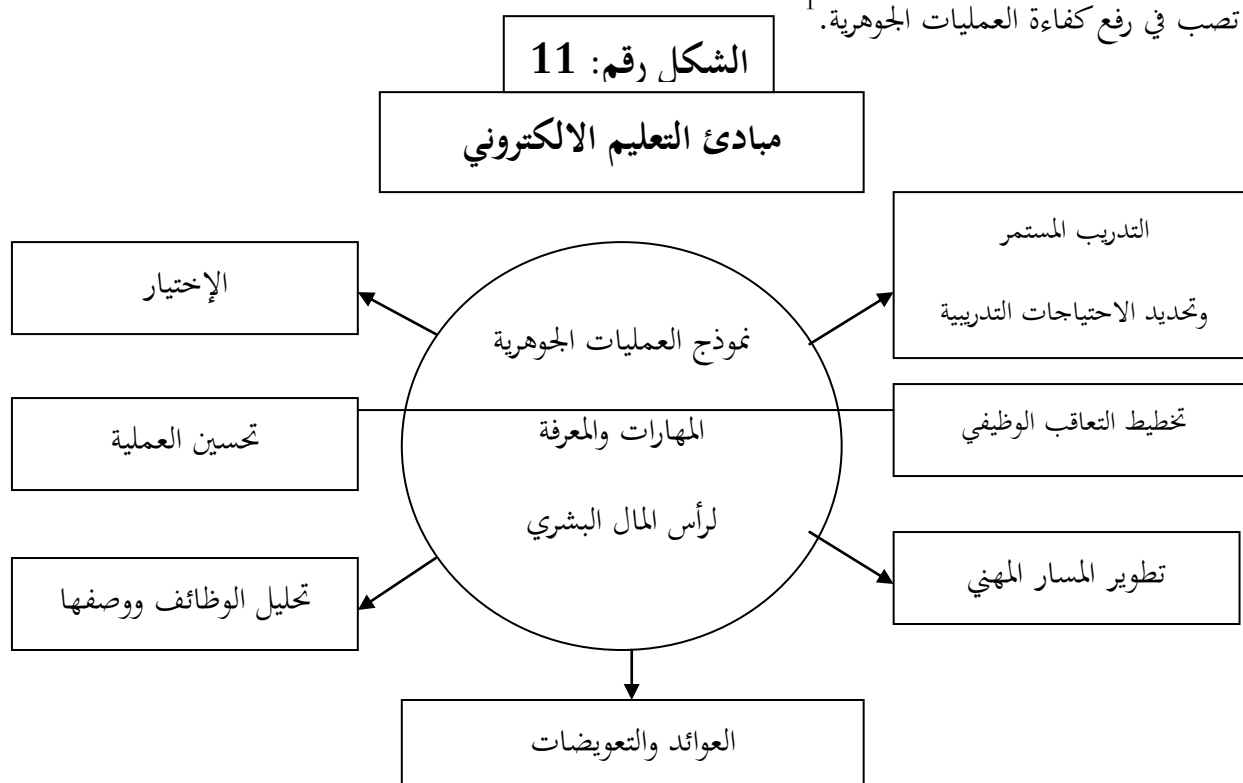 تصب في رفع كفاءة العمليات الجوهرية.1
الشكل رقم: 11
مبادئ التعليم الالكتروني
التدريب المستمر
وتحديد الاحتياجات التدريبية
الإختيار
نموذج العمليات الجوهرية
تخطيط التعاقب الوظيفي
المهارات والمعرفة
تحسين العملية
لرأس المال البشري
تطوير المسار المهني
تحليل الوظائف ووصفها
العوائد والتعويضات